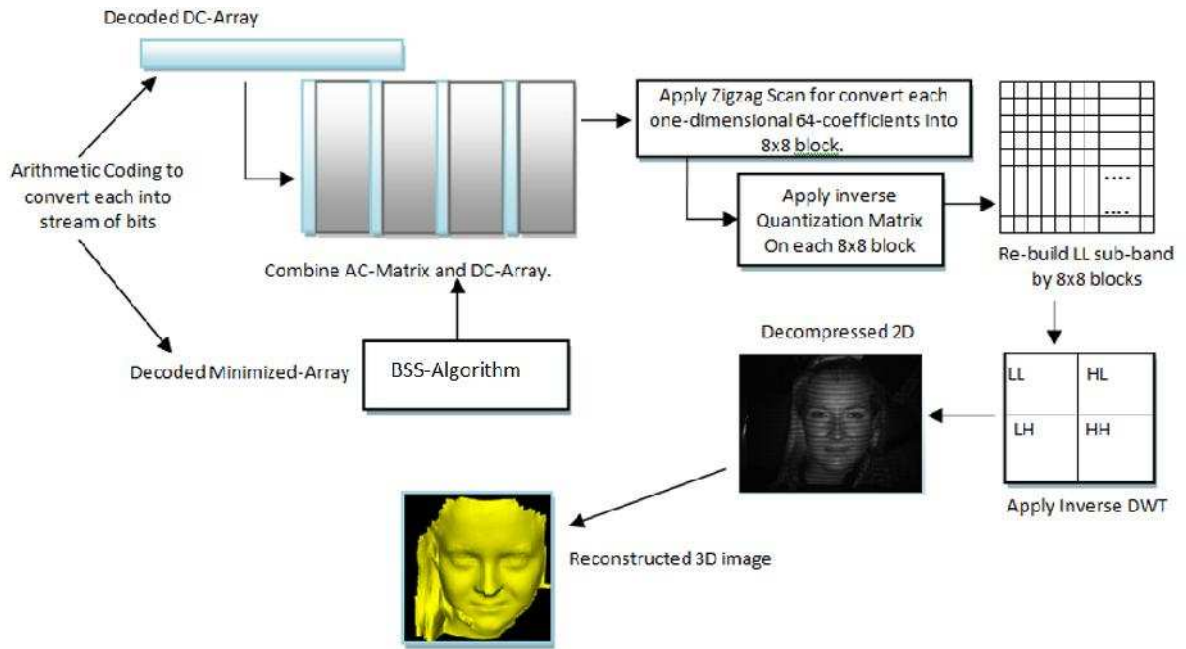 Decoded DC-Array
Arithmetic Coding to
convert each into
stream of bits
Decoded Minimized-Array
Combine AC-Matrix and DC-Array.
BSS-Algorithm
Apply Zigzag Scan for convert each
one-dimensional 64-coefficients into
8x8 block.
Apply inverse
Quantization Matrix
On each 8x8 block
....
....
Re-build LL sub-band
by 8x8 blocks
LL
HL
LH
HH
Apply Inverse DWT
Decompressed 2D
Reconstructed 3D image